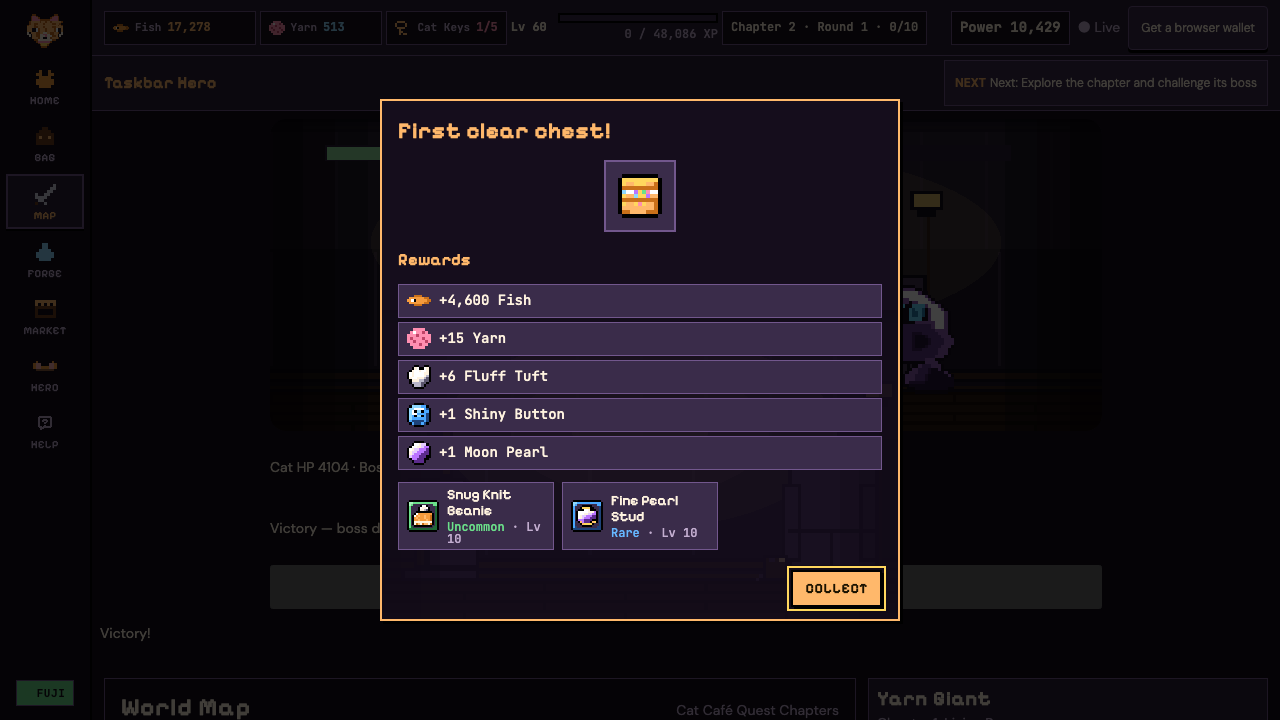 Fish 17,278
Yarn 513
Cat Keys 1/5
Lv 60
0 / 48,086 XP
Chapter 2 · Round 1 · 0/10
Power 10,429
Live
Get a browser wallet
HOME
Taskbar Hero
NEXT Next: Explore the chapter and challenge its boss
BAG
MAP
FORGE
MARKET
HERO
HELP
FUJI
First clear chest!
Rewards
+4,600 Fish
+15 Yarn
+6 Fluff Tuft
+1 Shiny Button
+1 Moon Pearl
Snug Knit
Beanie
Uncommon · Lv
10
Fine Pearl
Stud
Rare · Lv 10
COLLECT
Cat HP 4104 · Bos
Victory — boss d
Victory!
World Map
Cat Café Quest Chapters
Yarn Giant